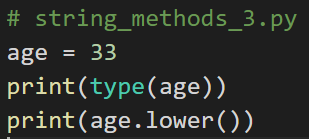 # string_methods_3.py
age = 33
print(type(age))
print(age.lower())